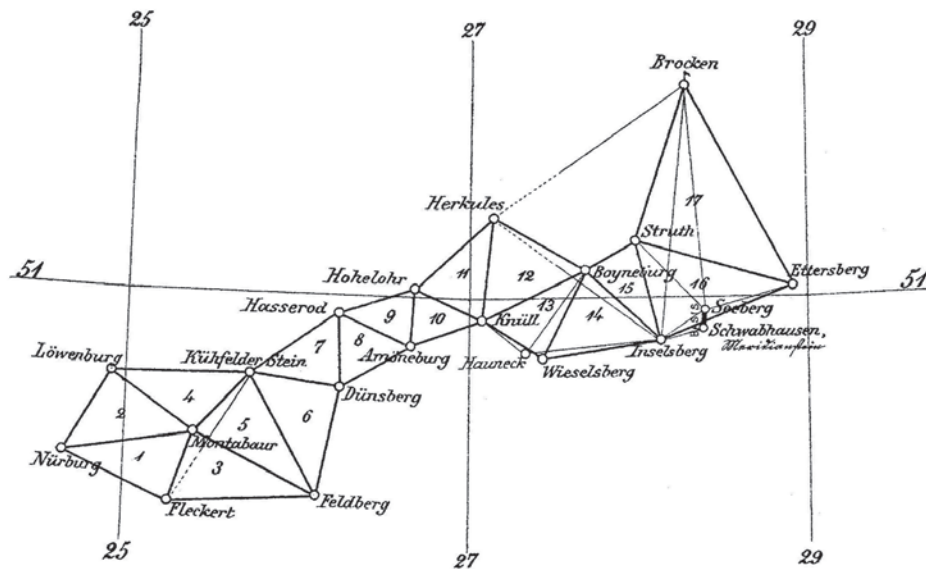 25
27
29
Brocken
17
Herkules
Struth
11
12
Hohelohr
Boyneburg
Ettersberg
51
51
Hasserod
9
10
13
15
16
Seeberg
Basis
7
8
Knüll
14
Schwabhausen,
Meridianstein
Löwenburg
Kühfelder Stein
Amöneburg
Hauneck
Wieselsberg
Inselsberg
4
Dünsberg
2
5
6
Montabaur
Nürburg
1
3
Fleckert
Feldberg
25
27
29